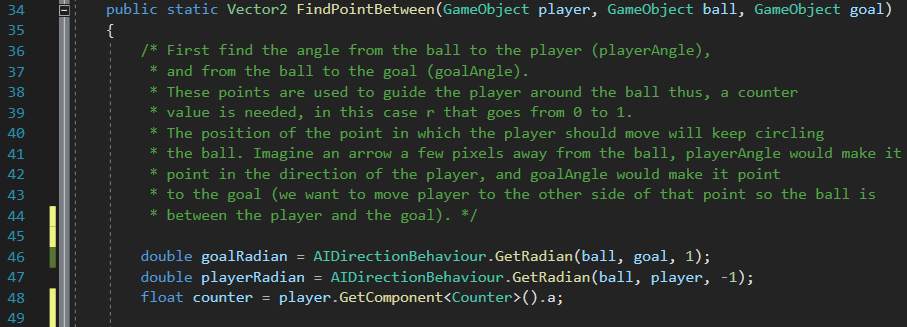 34 public static Vector2 FindPointBetween(GameObject player, GameObject ball, GameObject goal)
35 {
36 /* First find the angle from the ball to the player (playerAngle),
37 * and from the ball to the goal (goalAngle).
38 * These points are used to guide the player around the ball thus, a counter
39 * value is needed, in this case r that goes from 0 to 1.
40 * The position of the point in which the player should move will keep circling
41 * the ball. Imagine an arrow a few pixels away from the ball, playerAngle would make it
42 * point in the direction of the player, and goalAngle would make it point
43 * to the goal (we want to move player to the other side of that point so the ball is
44 * between the player and the goal). */
45
46 double goalRadian = AIDirectionBehaviour.GetRadian(ball, goal, 1);
47 double playerRadian = AIDirectionBehaviour.GetRadian(ball, player, -1);
48 float counter = player.GetComponent<Counter>().a;
49